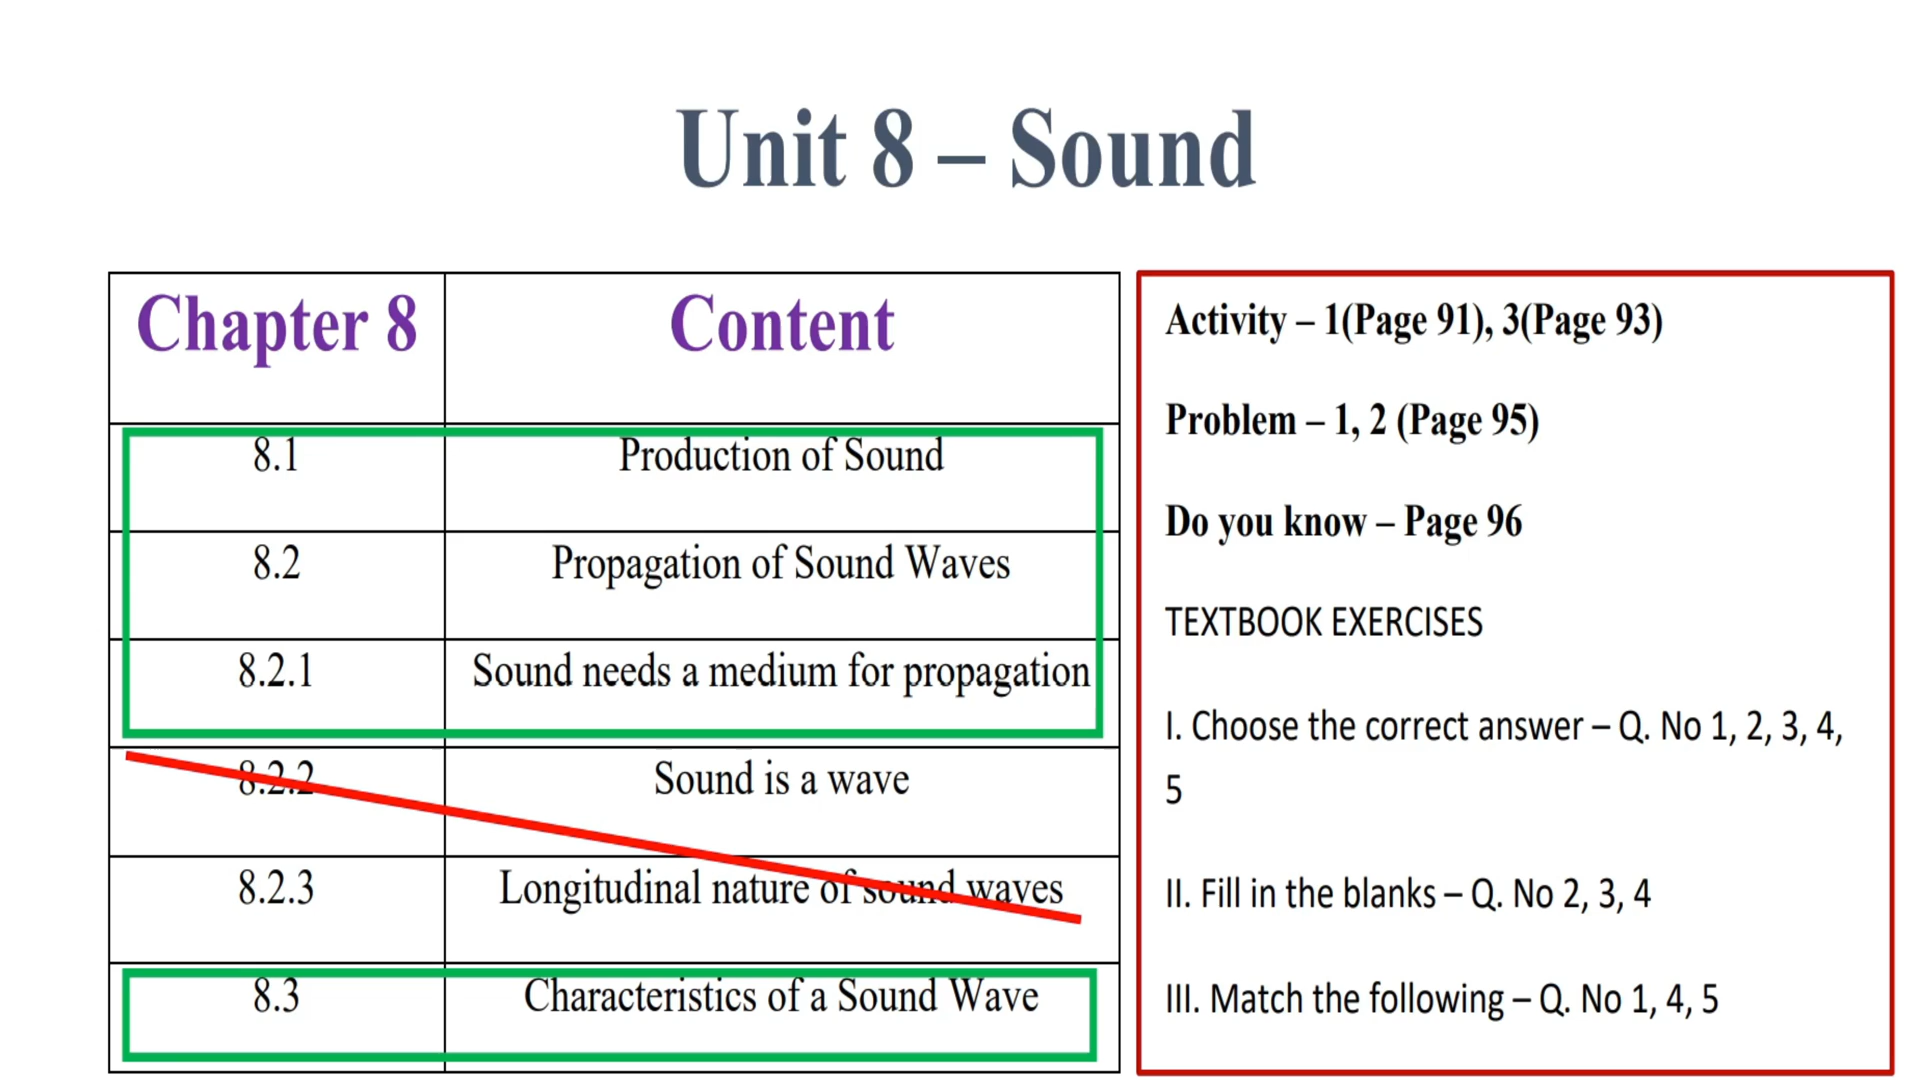 Unit 8 – Sound
Chapter 8 Content
8.1 Production of Sound
8.2 Propagation of Sound Waves
8.2.1 Sound needs a medium for propagation
8.2.2 Sound is a wave
8.2.3 Longitudinal nature of sound waves
8.3 Characteristics of a Sound Wave
Activity – 1(Page 91), 3(Page 93)
Problem – 1, 2 (Page 95)
Do you know – Page 96
TEXTBOOK EXERCISES
I. Choose the correct answer – Q. No 1, 2, 3, 4,
5
II. Fill in the blanks – Q. No 2, 3, 4
III. Match the following – Q. No 1, 4, 5